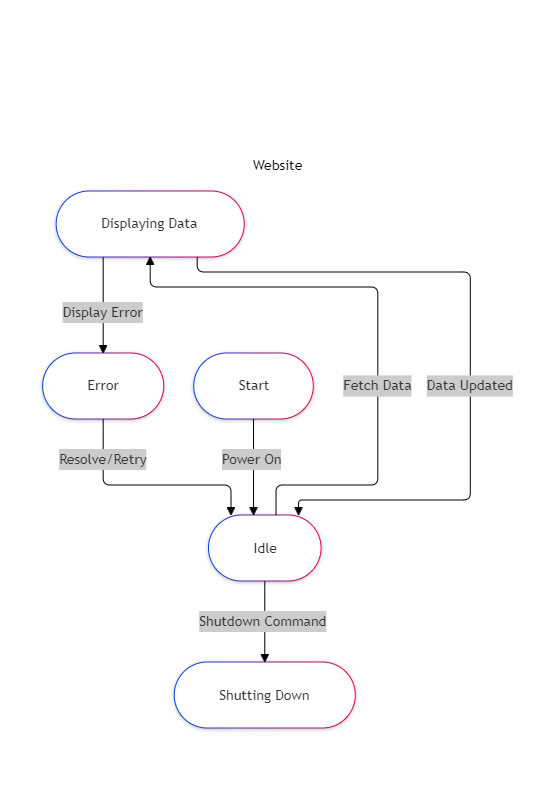 Website
Displaying Data
Display Error
Error
Start
Fetch Data
Data Updated
Resolve/Retry
Power On
Idle
Shutdown Command
Shutting Down